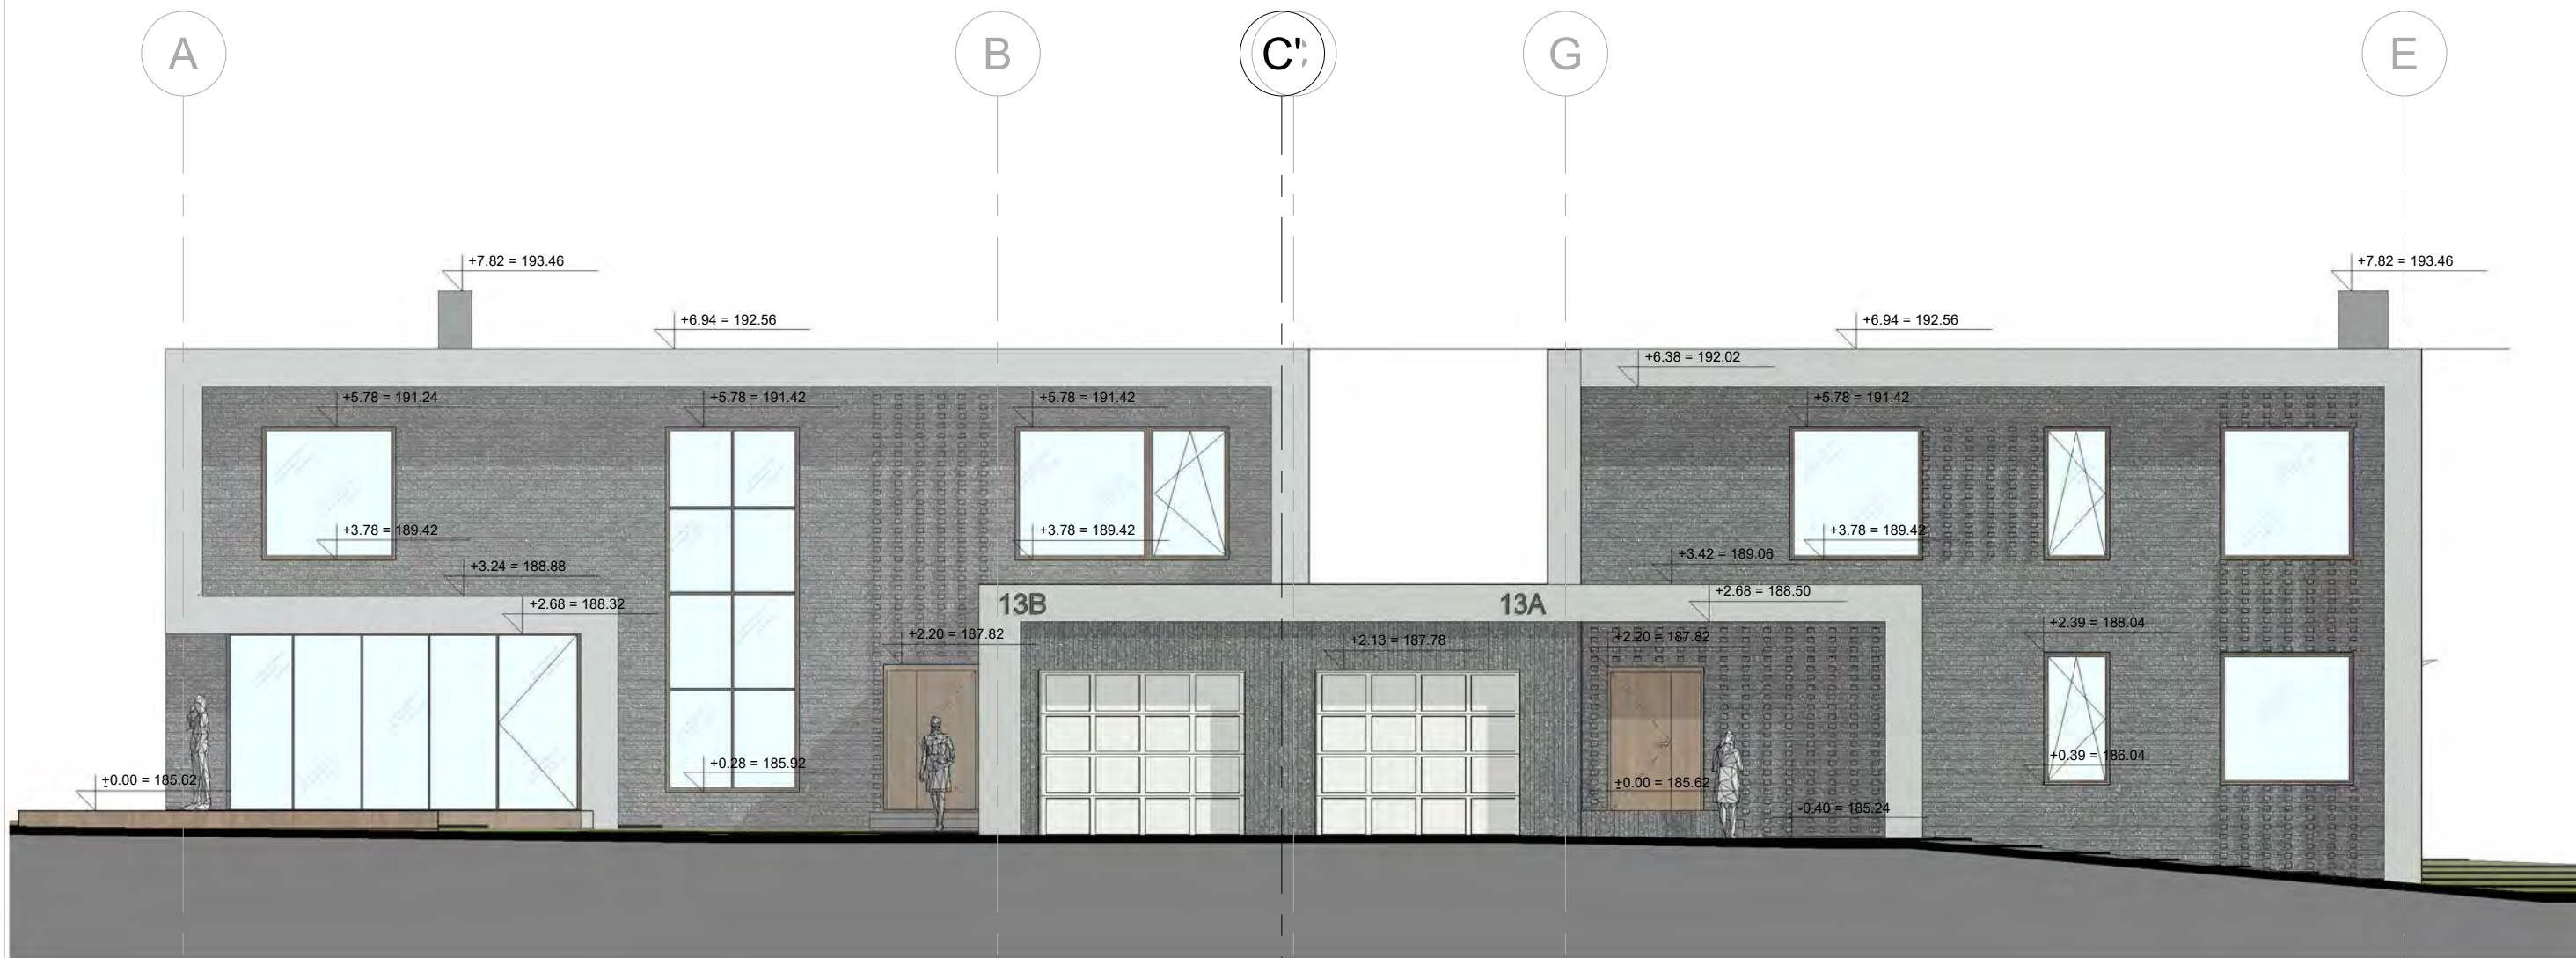 A
B
C'
G
E
+7.82 = 193.46
+7.82 = 193.46
+6.94 = 192.56
+6.94 = 192.56
+6.38 = 192.02
+5.78 = 191.24
+5.78 = 191.42
+5.78 = 191.42
+5.78 = 191.42
+3.78 = 189.42
+3.78 = 189.42
+3.78 = 189.42
+3.42 = 189.06
+3.24 = 188.88
+2.68 = 188.50
13B
13A
+2.68 = 188.32
+2.39 = 188.04
+2.20 = 187.82
+2.13 = 187.78
+2.20 = 187.82
+0.39 = 186.04
+0.28 = 185.92
±0.00 = 185.62
±0.00 = 185.62
-0.40 = 185.24